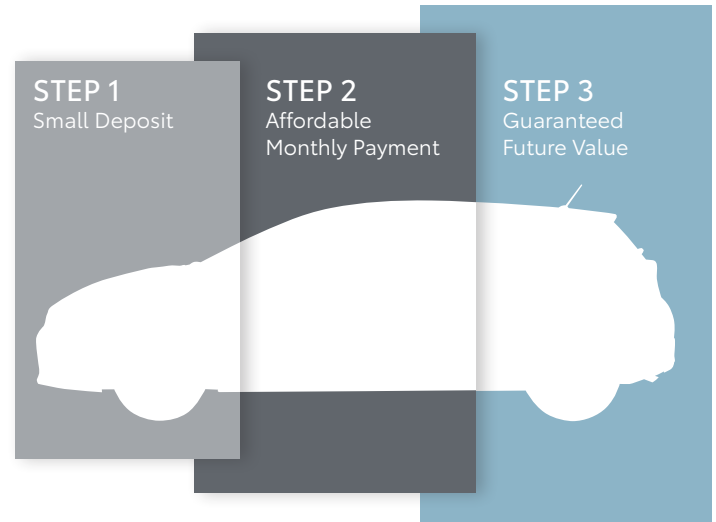 STEP 1
Small Deposit
STEP 2
Affordable
Monthly Payment
STEP 3
Guaranteed
Future Value